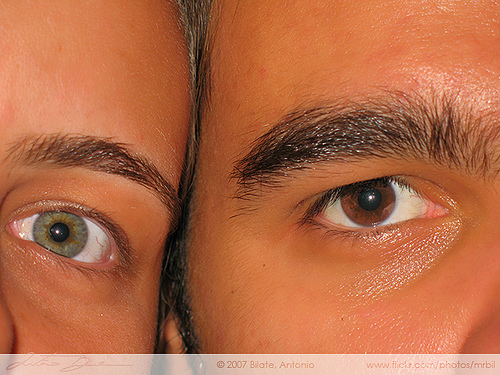 © 2007 Bilate, Antonio
www.flickr.com/photos/mrbil